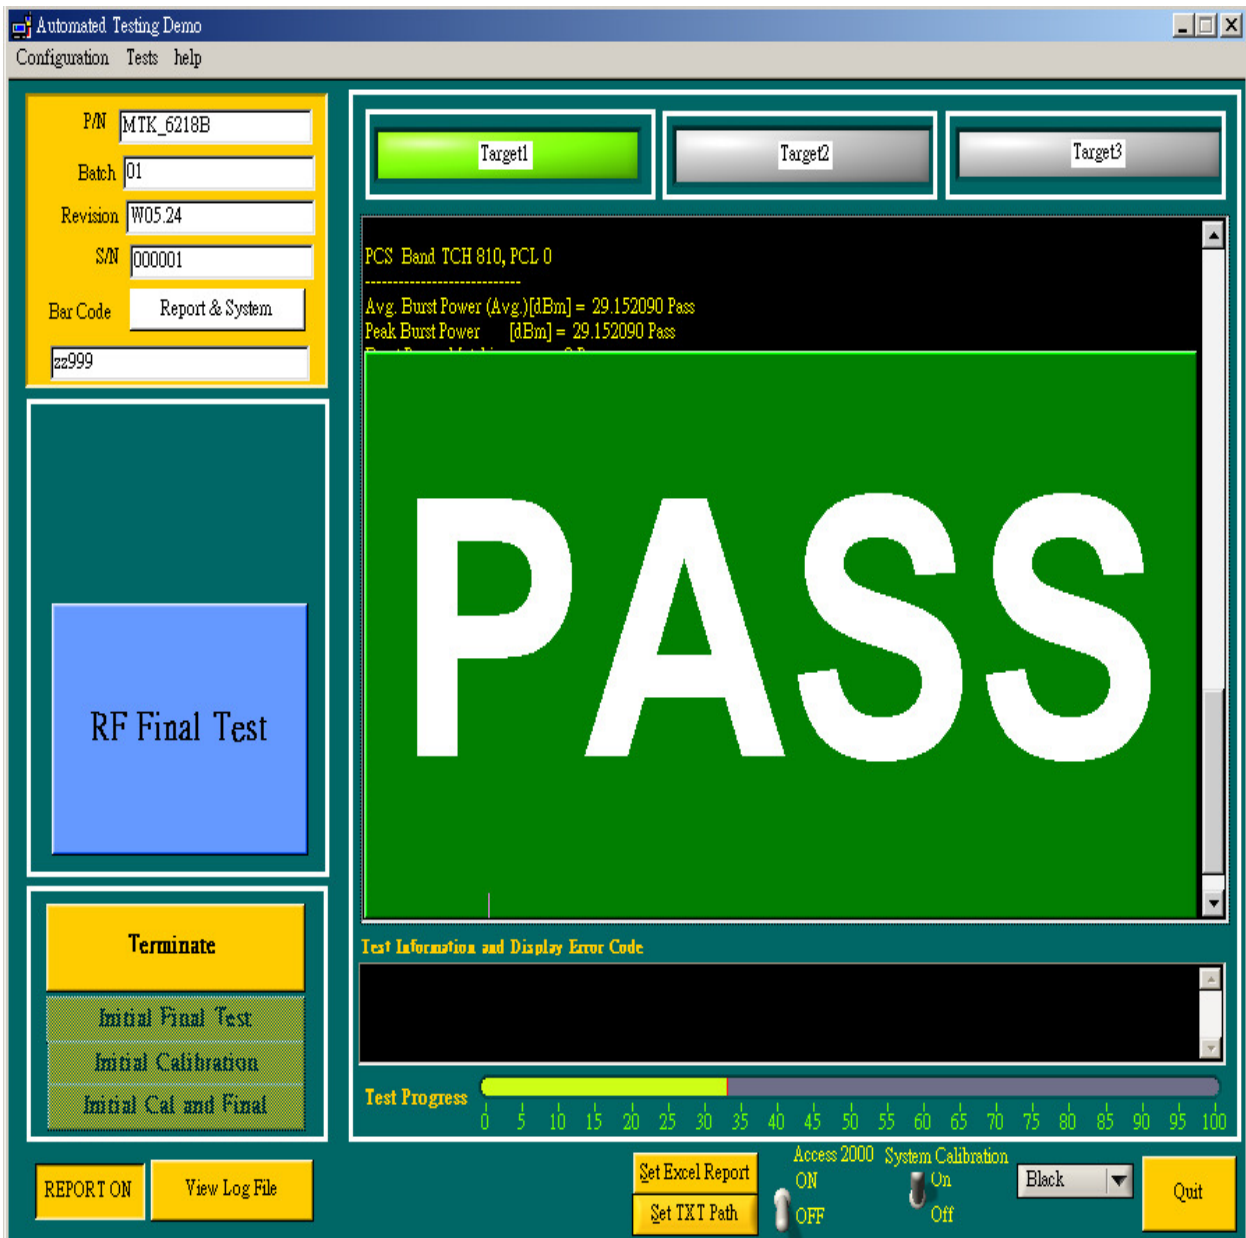 Automated Testing Demo
Configuration Tests help
P/N MTK_6218B
Batch 01
Revision W05.24
S/N 000001
Bar Code Report & System
zz999
RF Final Test
Terminate
Initial Final Test
Initial Calibration
Initial Cal and Final
REPORT ON
View Log File
Target1
Target2
Target3
PCS Band TCH 810, PCL 0
---------------------------
Avg. Burst Power (Avg.)[dBm] = 29.152090 Pass
Peak Burst Power [dBm] = 29.152090 Pass
PASS
Test Information and Display Error Code
Test Progress
0 5 10 15 20 25 30 35 40 45 50 55 60 65 70 75 80 85 90 95 100
Set Excel Report
Set TXT Path
Access 2000
ON
OFF
System Calibration
On
Off
Black
Quit